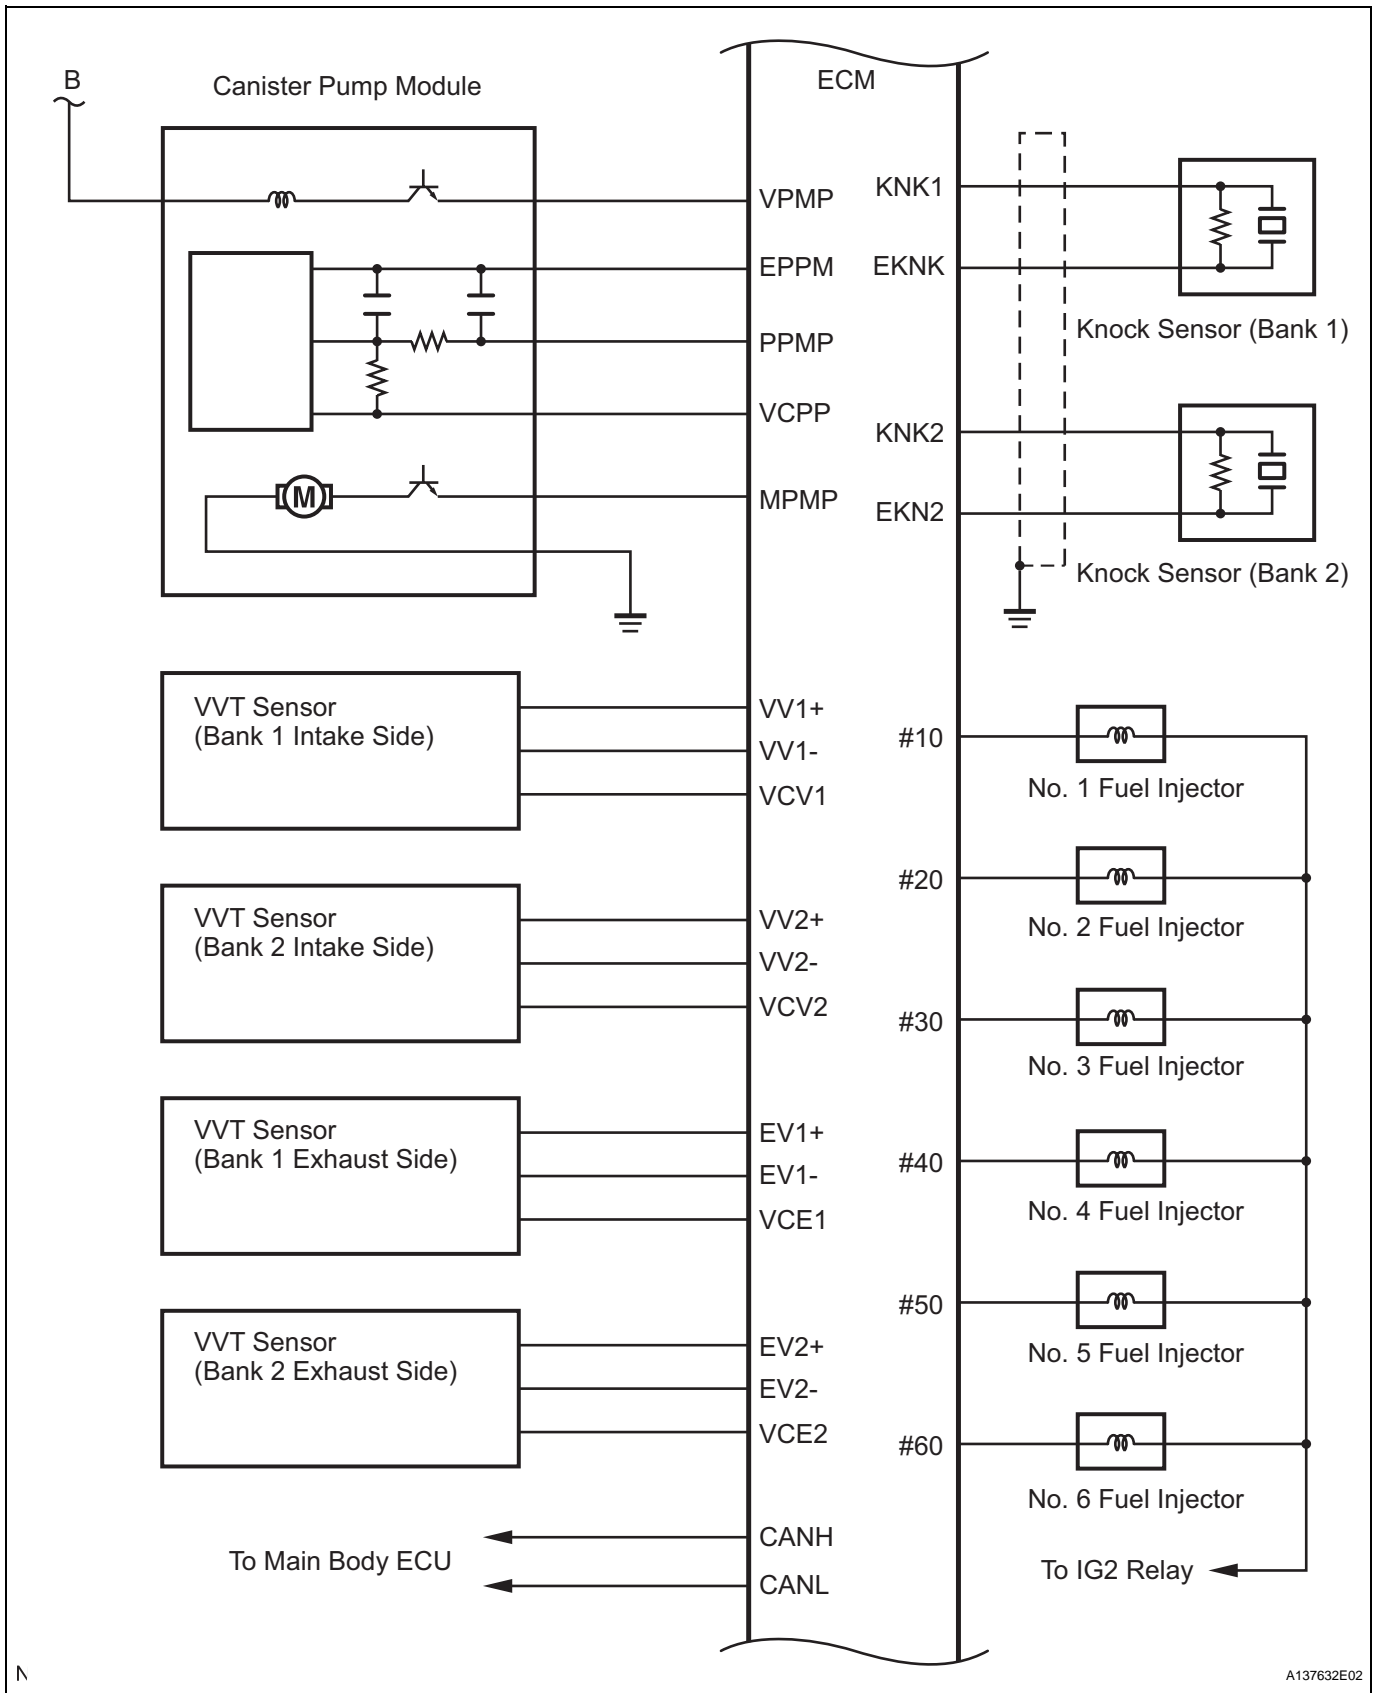 B
Canister Pump Module
ECM
VPMP
EPPM
PPMP
VCPP
MPMP
KNK1
EKNK
Knock Sensor (Bank 1)
KNK2
EKN2
Knock Sensor (Bank 2)
M
VVT Sensor
(Bank 1 Intake Side)
VV1+
VV1-
VCV1
VVT Sensor
(Bank 2 Intake Side)
VV2+
VV2-
VCV2
VVT Sensor
(Bank 1 Exhaust Side)
EV1+
EV1-
VCE1
VVT Sensor
(Bank 2 Exhaust Side)
EV2+
EV2-
VCE2
#10
No. 1 Fuel Injector
#20
No. 2 Fuel Injector
#30
No. 3 Fuel Injector
#40
No. 4 Fuel Injector
#50
No. 5 Fuel Injector
#60
No. 6 Fuel Injector
To Main Body ECU
CANH
CANL
To IG2 Relay
A137632E02